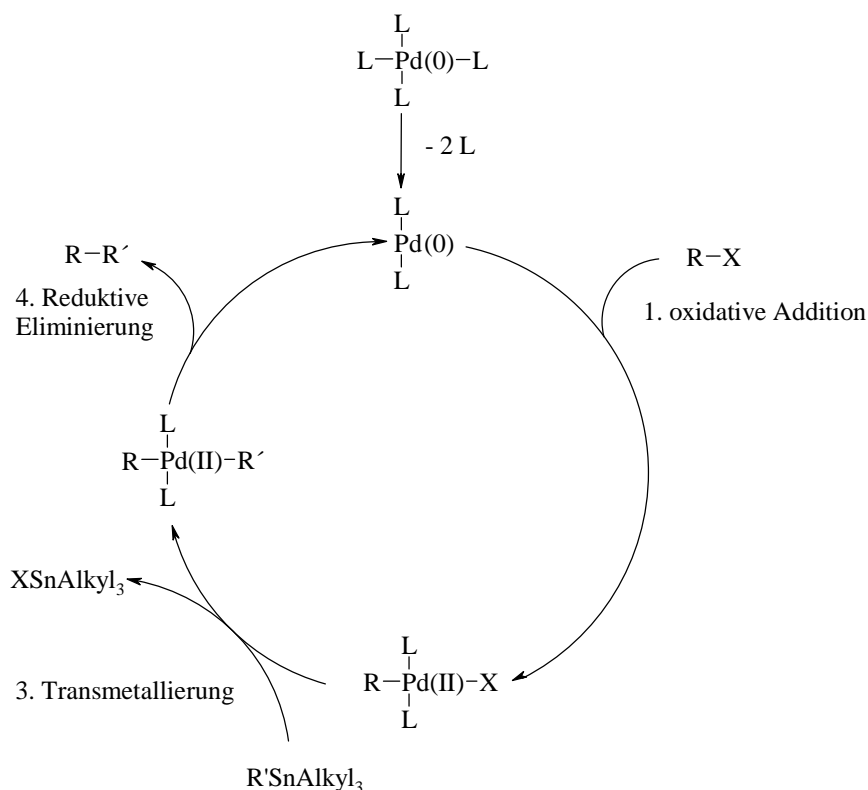 L
L–Pd(0)–L
L
- 2 L
L
Pd(0)
L
R–R´
4. Reduktive
Eliminierung
R–X
1. oxidative Addition
L
R–Pd(II)–R´
L
XSnAlkyl₃
3. Transmetallierung
L
R–Pd(II)–X
L
R'SnAlkyl₃